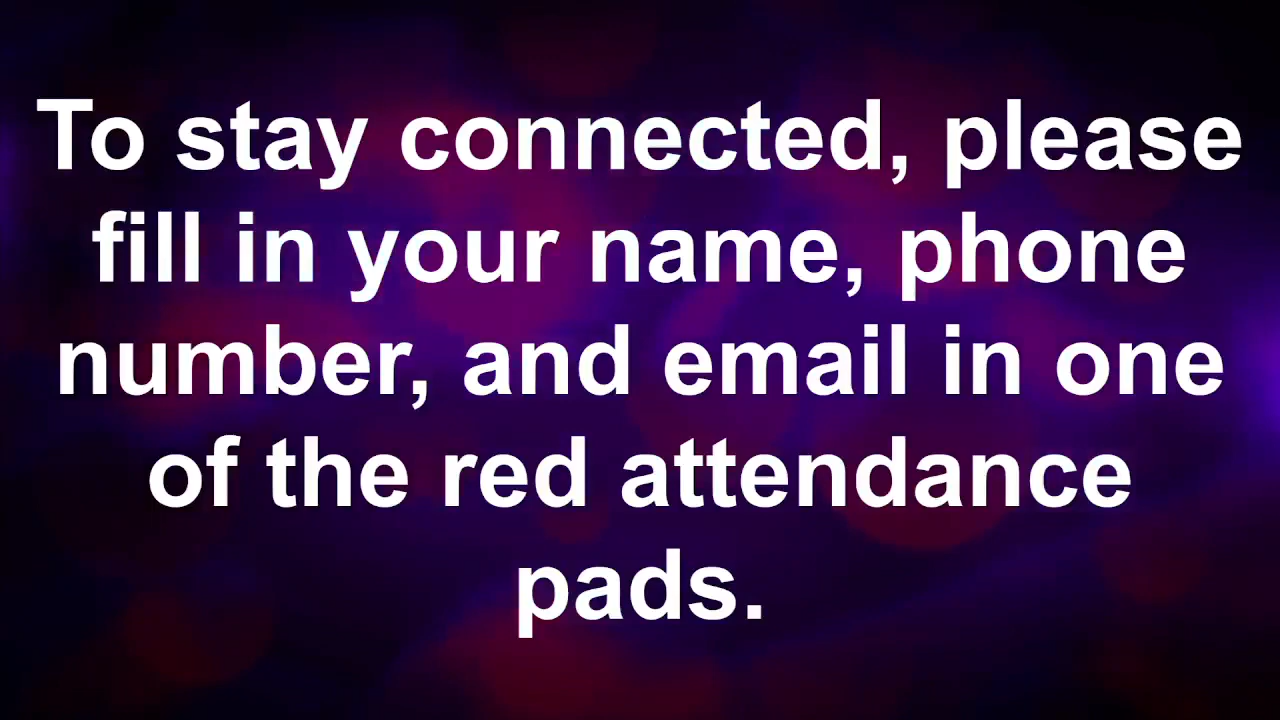 To stay connected, please
fill in your name, phone
number, and email in one
of the red attendance
pads.